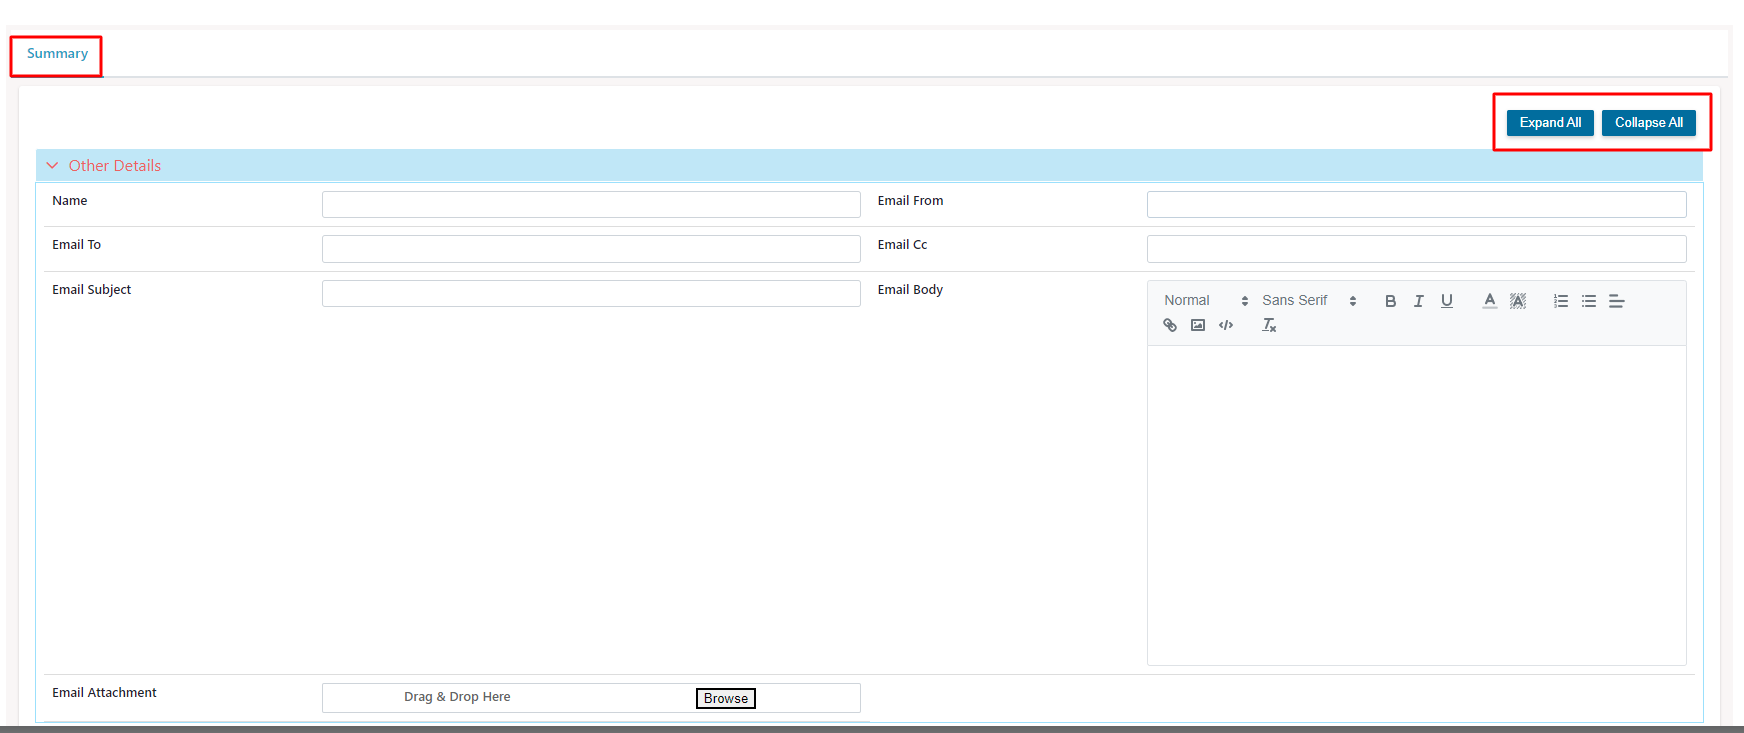 Summary
Expand All Collapse All
Other Details
Name Email From
Email To Email Cc
Email Subject Email Body
Normal Sans Serif
Email Attachment Drag & Drop Here Browse